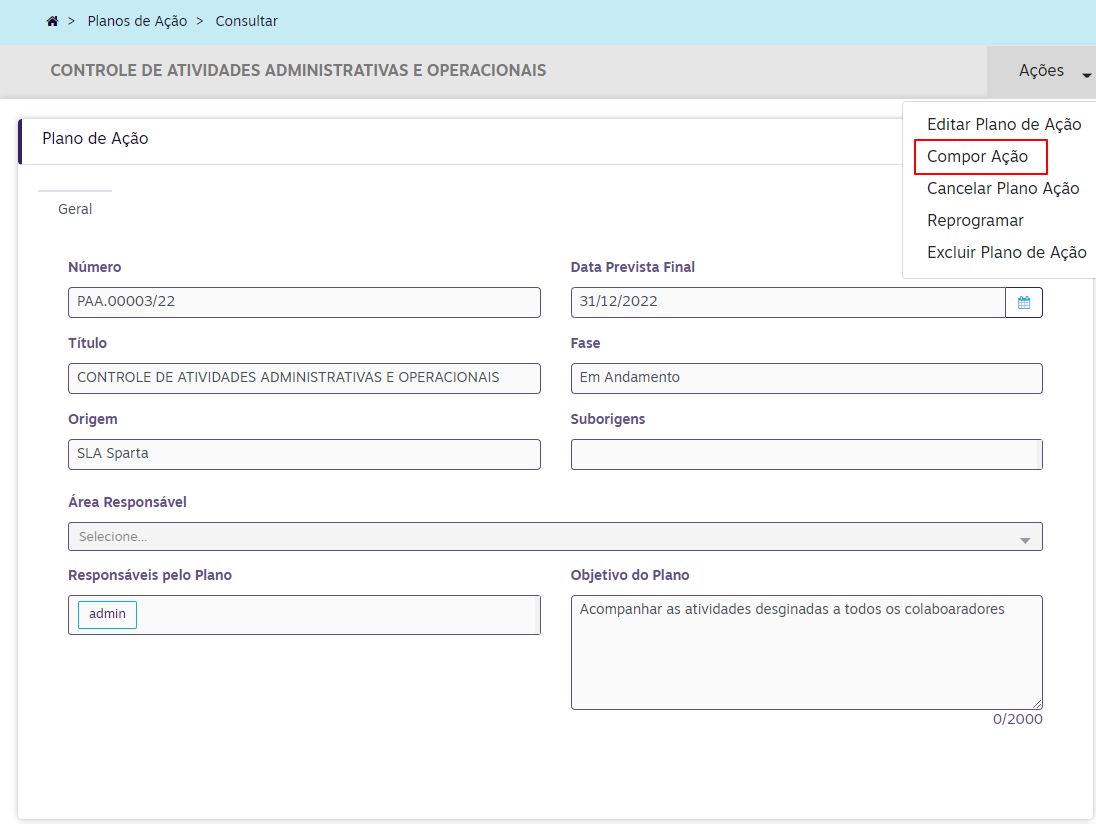 > Planos de Ação > Consultar
CONTROLE DE ATIVIDADES ADMINISTRATIVAS E OPERACIONAIS
Ações
Editar Plano de Ação
Compor Ação
Cancelar Plano Ação
Reprogramar
Excluir Plano de Ação
Plano de Ação
Geral
Número
Data Prevista Final
PAA.00003/22
31/12/2022
Título
Fase
CONTROLE DE ATIVIDADES ADMINISTRATIVAS E OPERACIONAIS
Em Andamento
Origem
Suborigens
SLA Sparta
Área Responsável
Selecione...
Responsáveis pelo Plano
Objetivo do Plano
admin
Acompanhar as atividades desginadas a todos os colaboaradores
0/2000